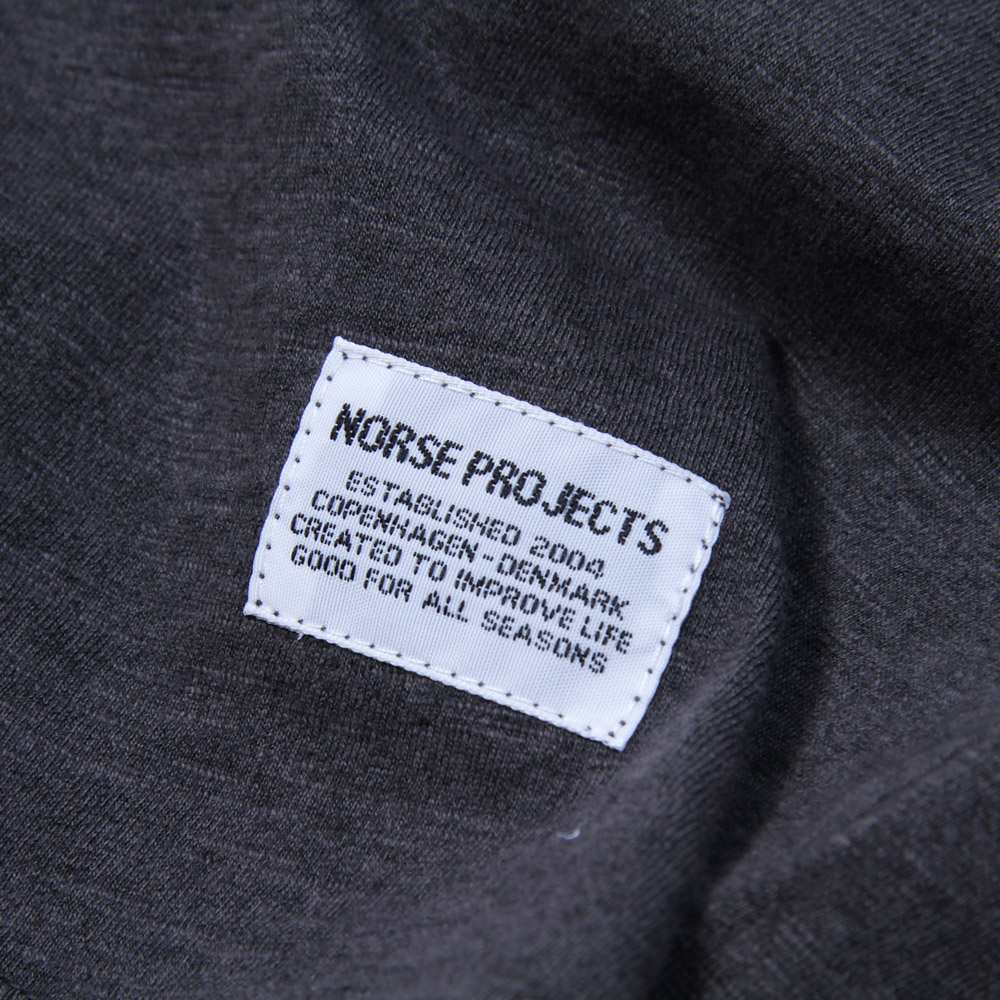 NORSE PROJECTS
ESTABLISHED 2004
COPENHAGEN - DENMARK
CREATED TO IMPROVE LIFE
GOOD FOR ALL SEASONS